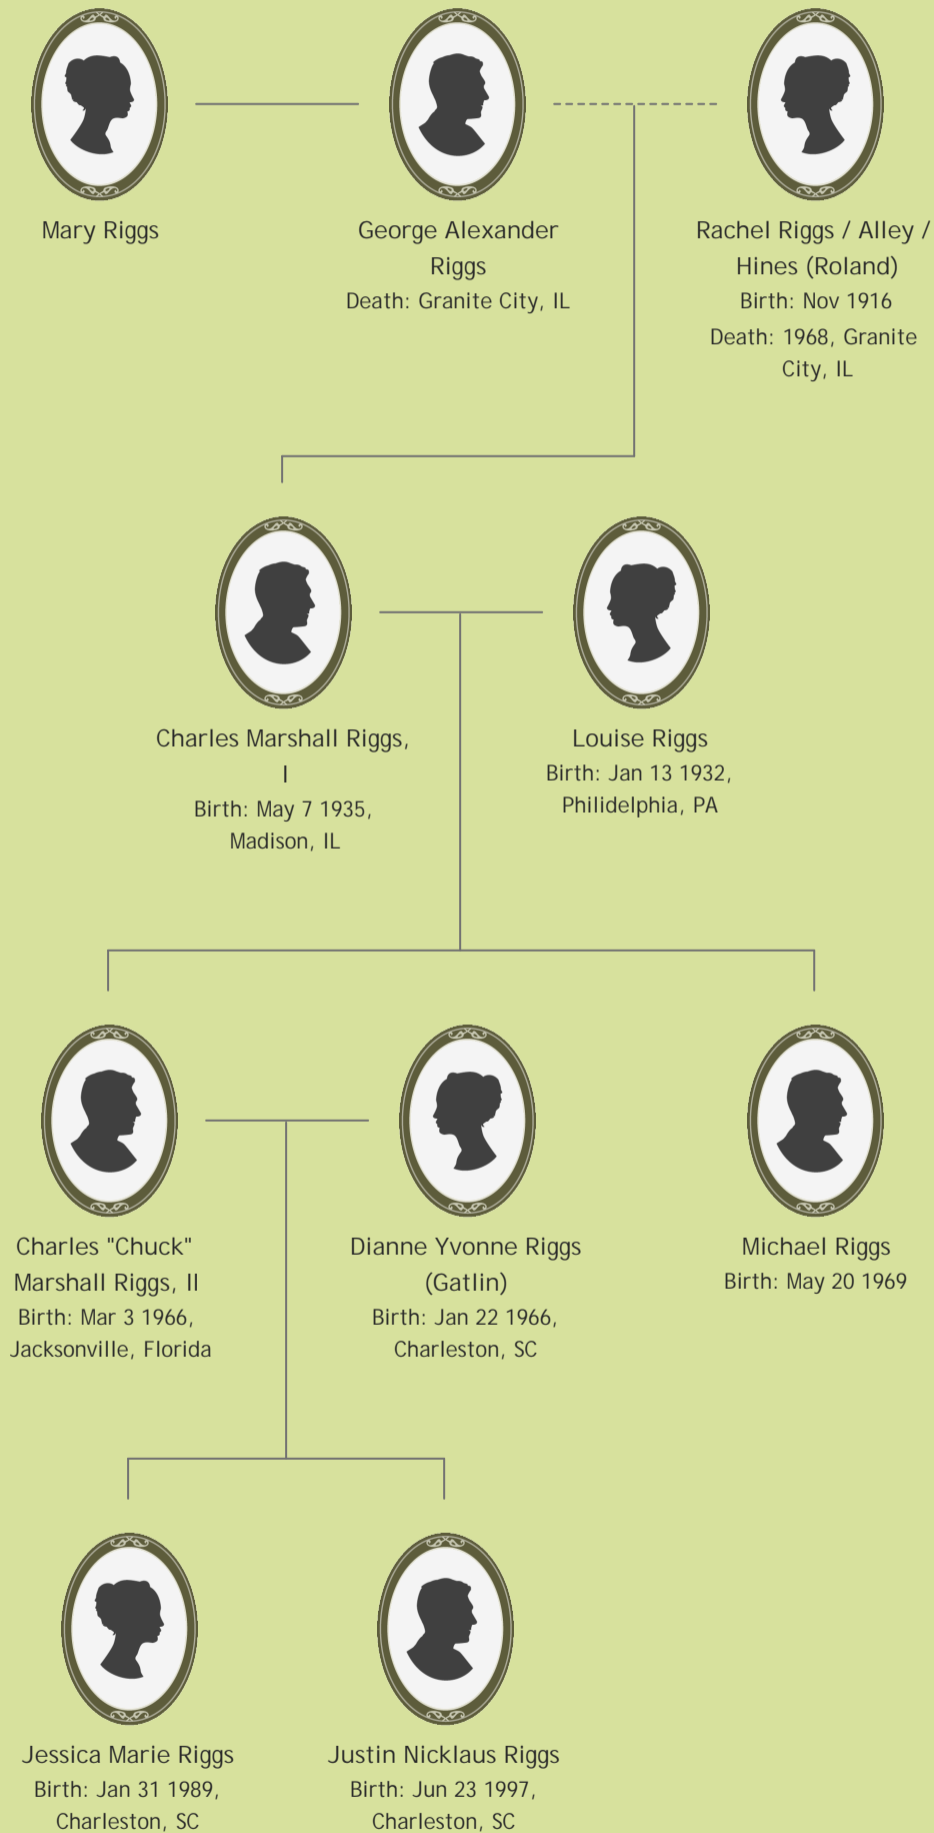 Mary Riggs
George Alexander
Riggs
Death: Granite City, IL
Rachel Riggs / Alley /
Hines (Roland)
Birth: Nov 1916
Death: 1968, Granite
City, IL
Charles Marshall Riggs,
I
Birth: May 7 1935,
Madison, IL
Louise Riggs
Birth: Jan 13 1932,
Philidelphia, PA
Charles "Chuck"
Marshall Riggs, II
Birth: Mar 3 1966,
Jacksonville, Florida
Dianne Yvonne Riggs
(Gatlin)
Birth: Jan 22 1966,
Charleston, SC
Michael Riggs
Birth: May 20 1969
Jessica Marie Riggs
Birth: Jan 31 1989,
Charleston, SC
Justin Nicklaus Riggs
Birth: Jun 23 1997,
Charleston, SC